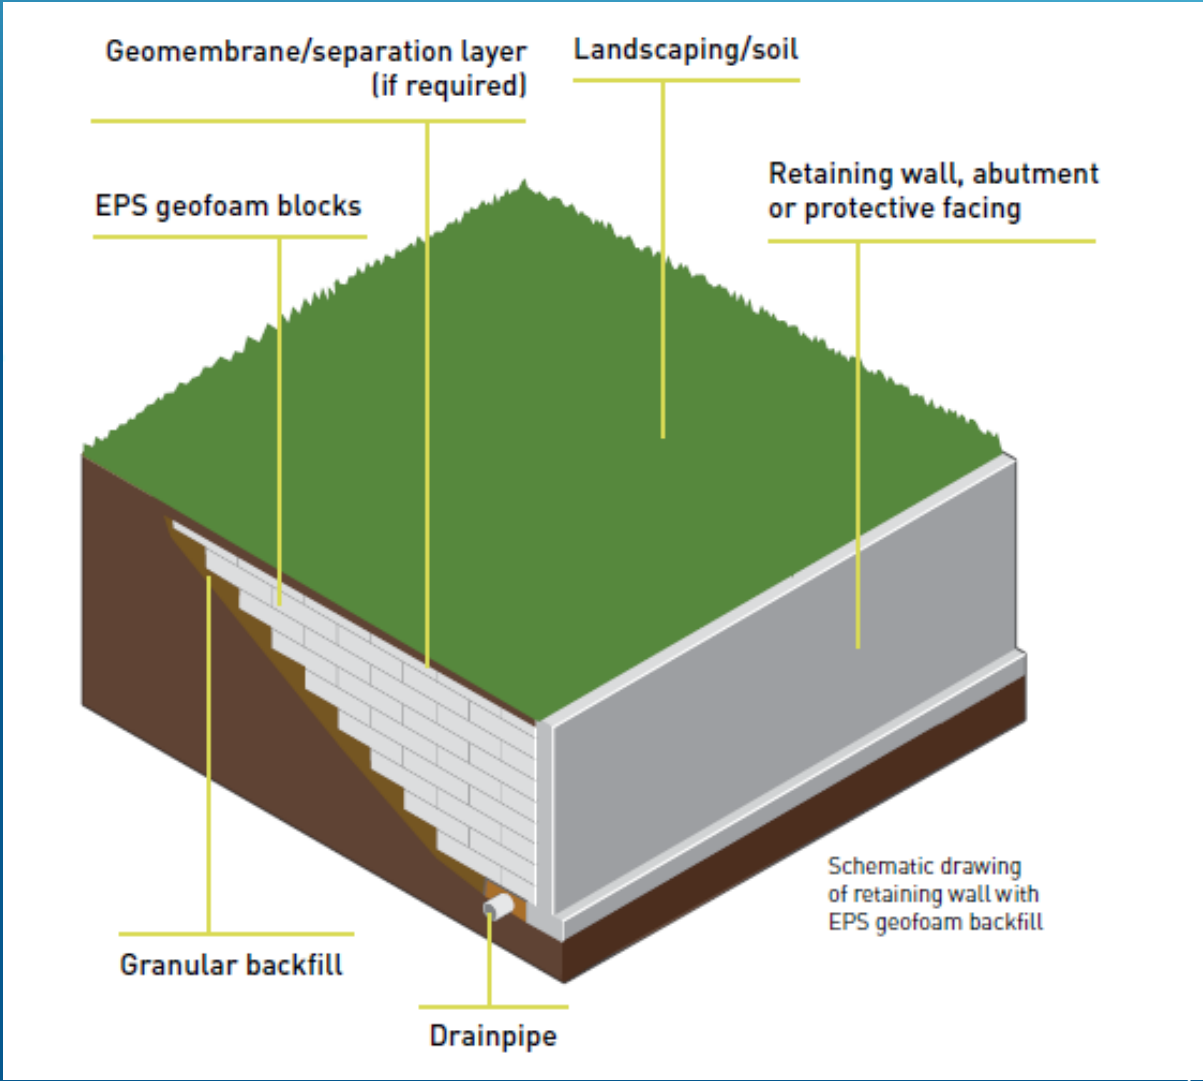 Geomembrane/separation layer
(if required)
Landscaping/soil
Retaining wall, abutment
or protective facing
EPS geofoam blocks
Schematic drawing
of retaining wall with
EPS geofoam backfill
Granular backfill
Drainpipe